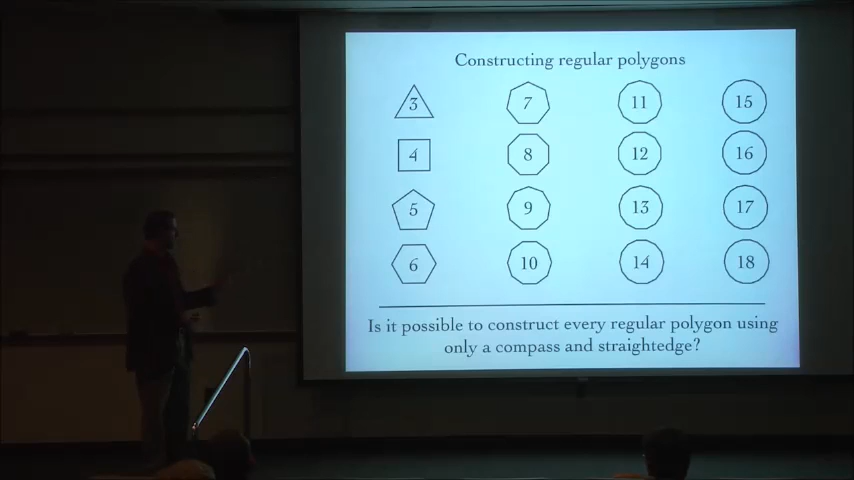 Constructing regular polygons
3 7 11 15
4 8 12 16
5 9 13 17
6 10 14 18
Is it possible to construct every regular polygon using
only a compass and straightedge?